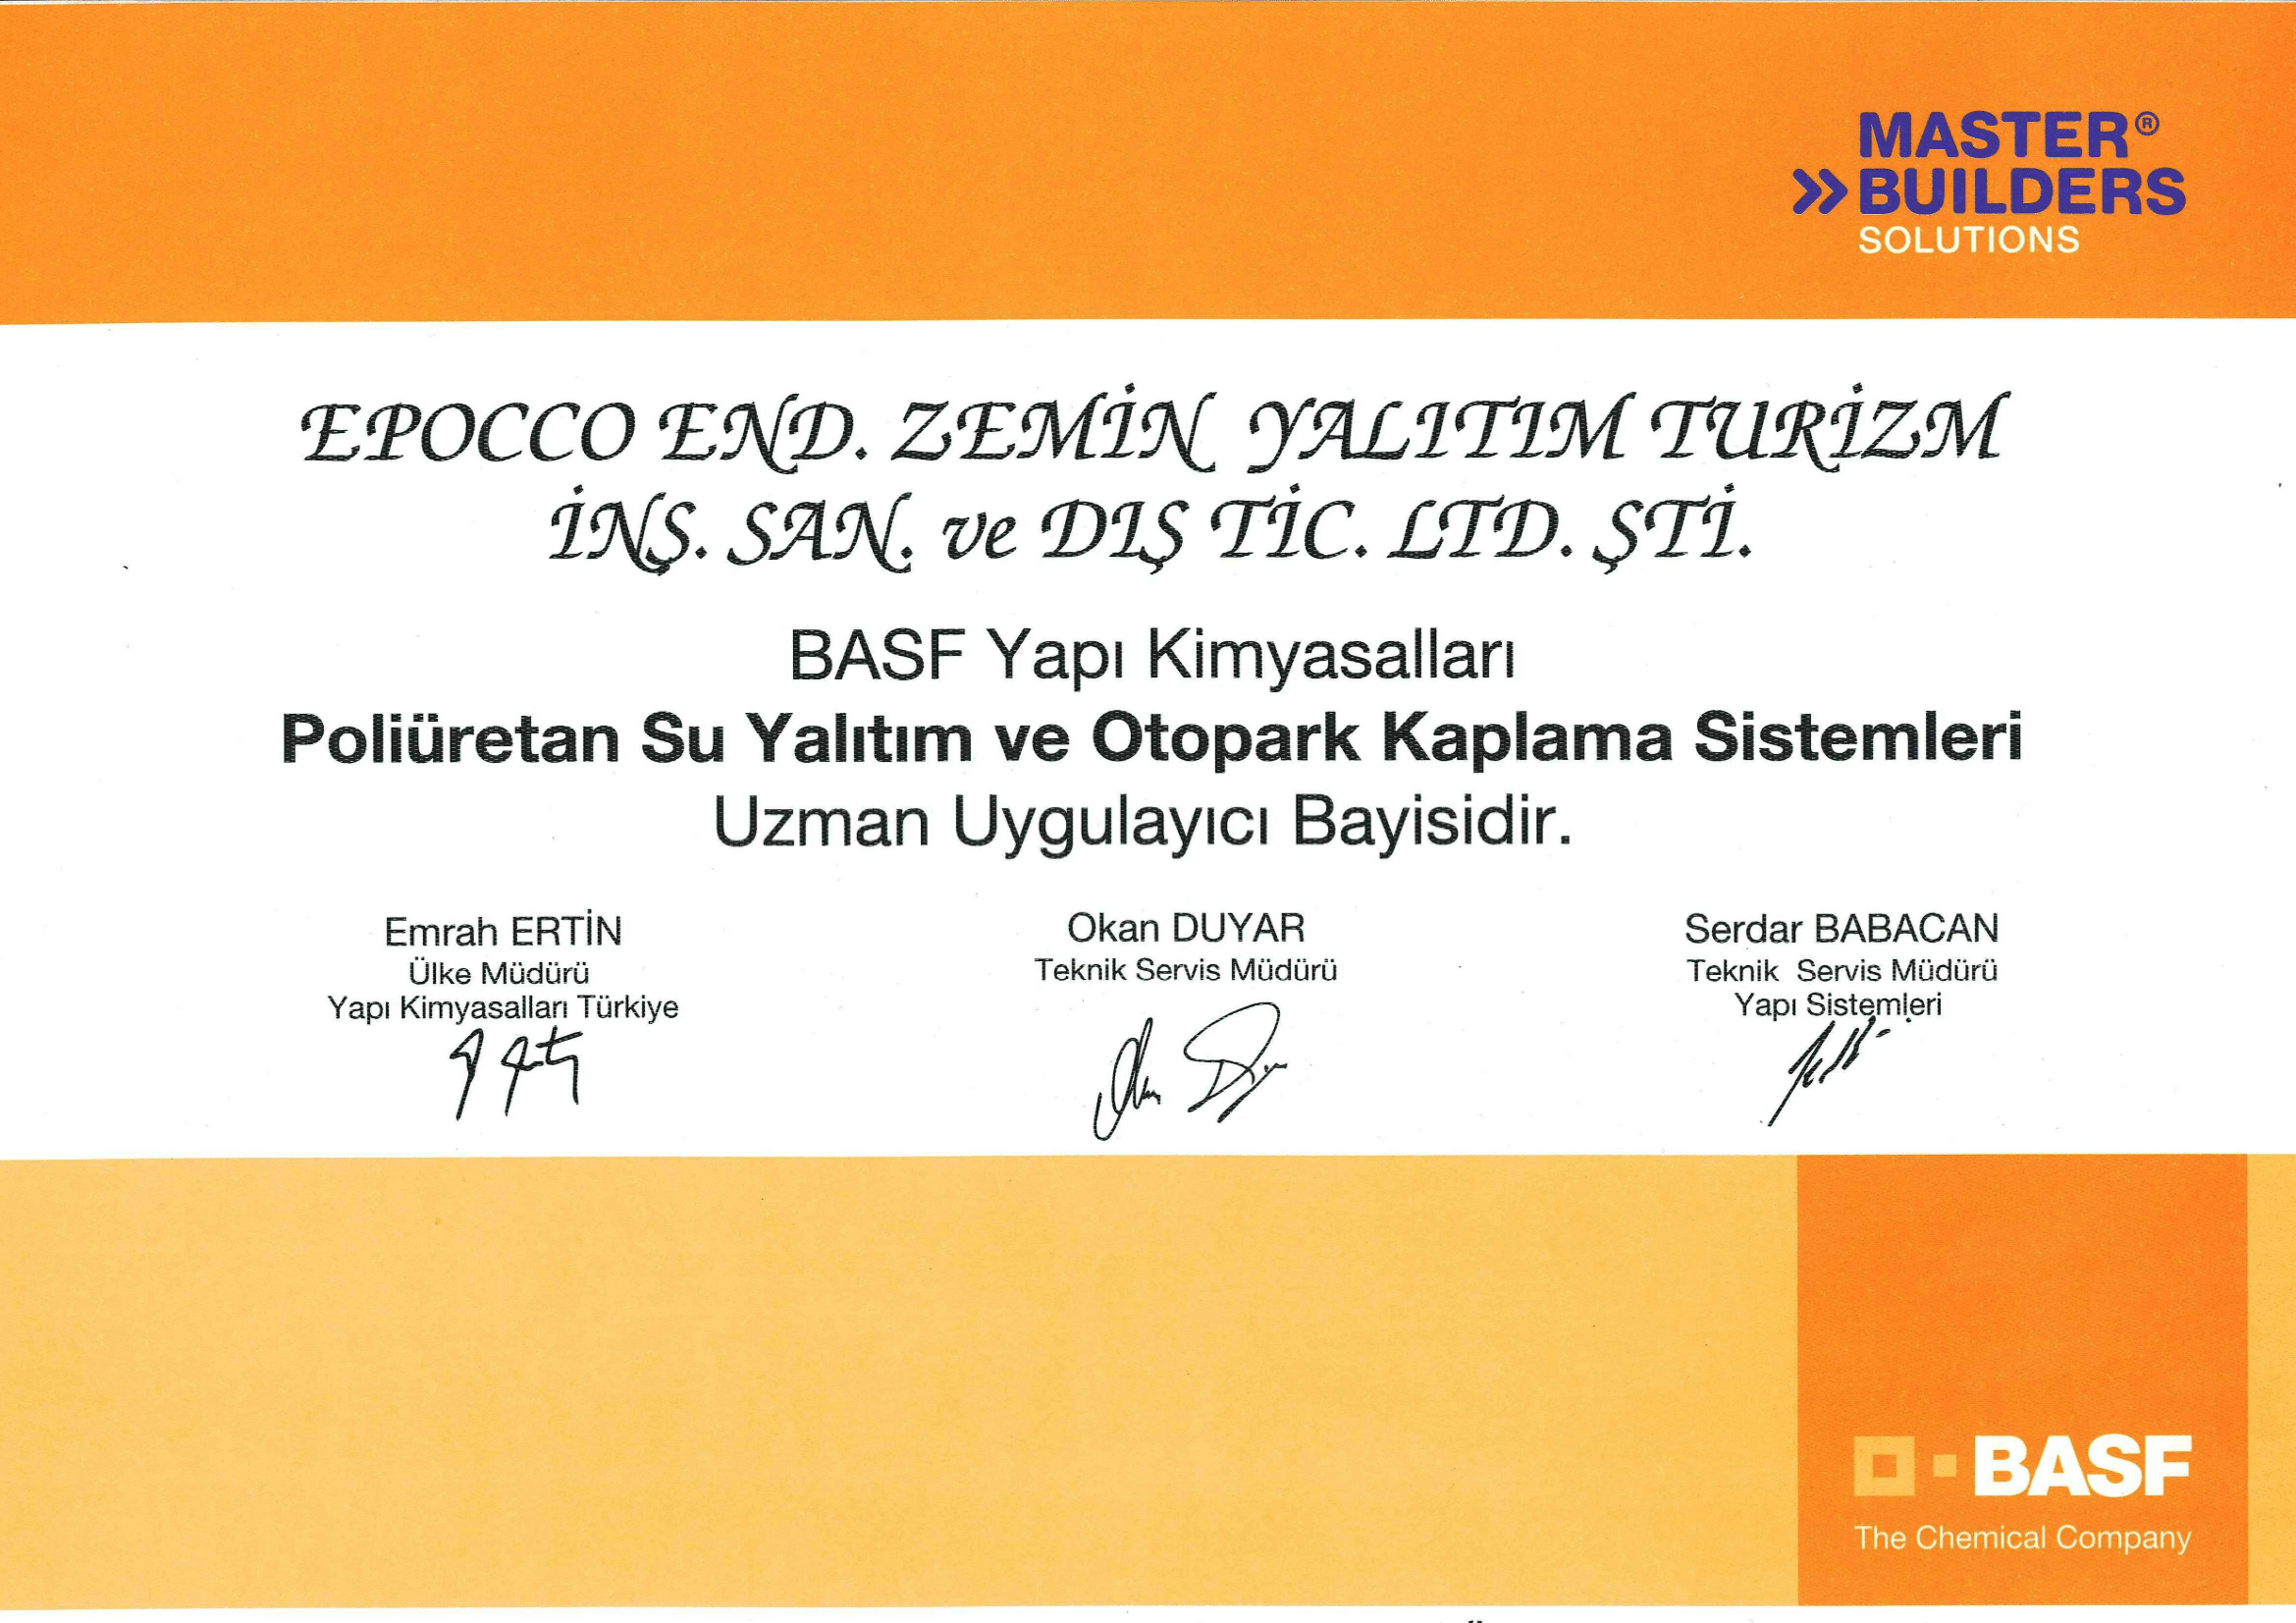 MASTER®
BUILDERS
SOLUTIONS
EPOCCO END. ZEMİN YALITIM TURİZM
İNŞ. SAN. ve DIŞ TİC. LTD. ŞTİ.
BASF Yapı Kimyasalları
Poliüretan Su Yalıtım ve Otopark Kaplama Sistemleri
Uzman Uygulayıcı Bayisidir.
Emrah ERTİN
Ülke Müdürü
Yapı Kimyasalları Türkiye
Okan DUYAR
Teknik Servis Müdürü
Serdar BABACAN
Teknik Servis Müdürü
Yapı Sistemleri
BASF
The Chemical Company